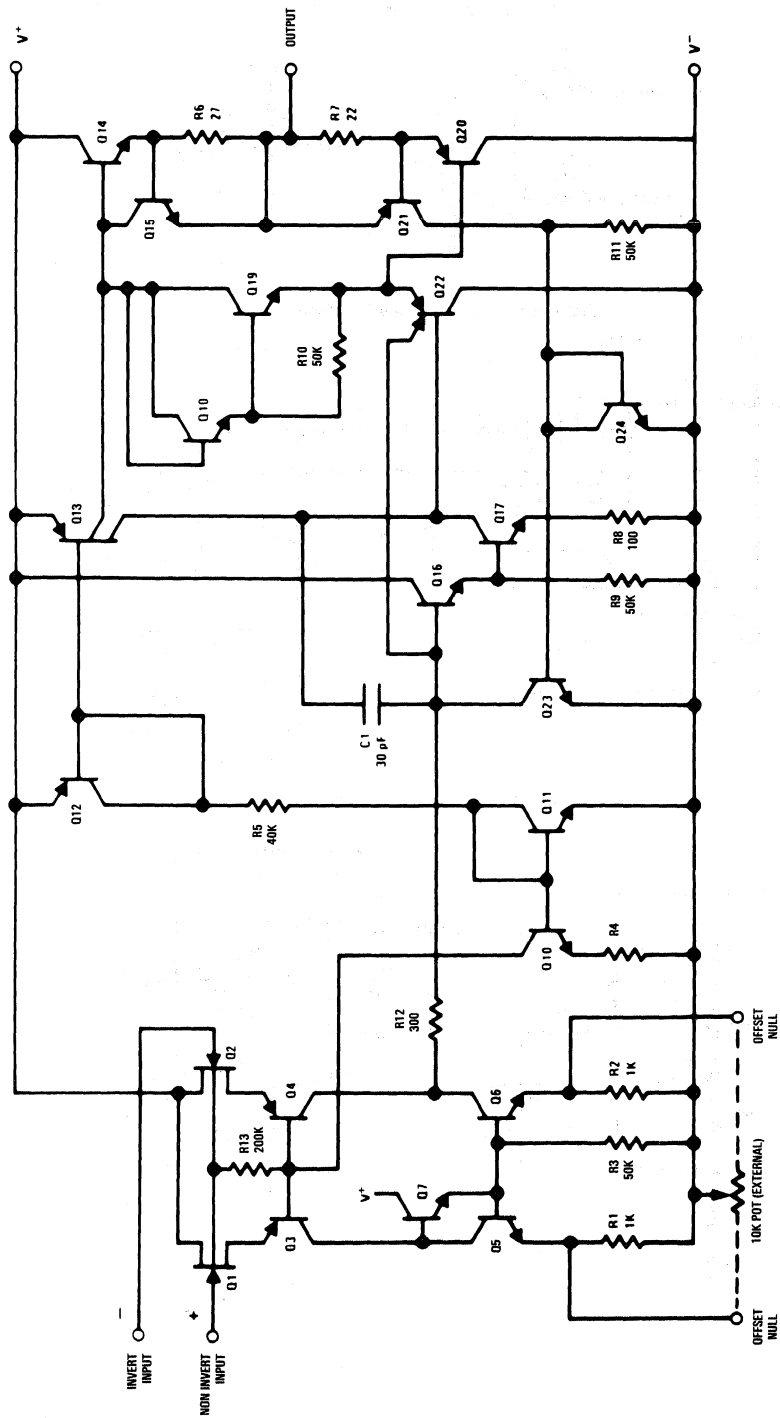 INVERT
INPUT
−
NON INVERT
INPUT
+
Q1
Q2
R13
200K
Q3
Q4
V+
Q7
Q5
Q6
R1
1K
R3
50K
R2
1K
10K POT (EXTERNAL)
OFFSET
NULL
OFFSET
NULL
R12
300
Q10
R4
Q11
Q12
R5
40K
C1
30 pF
Q23
Q13
Q16
Q17
R9
50K
R8
100
Q10
Q19
R10
50K
Q22
Q24
Q15
Q14
R6
27
R7
22
Q21
Q20
R11
50K
V+
OUTPUT
V−